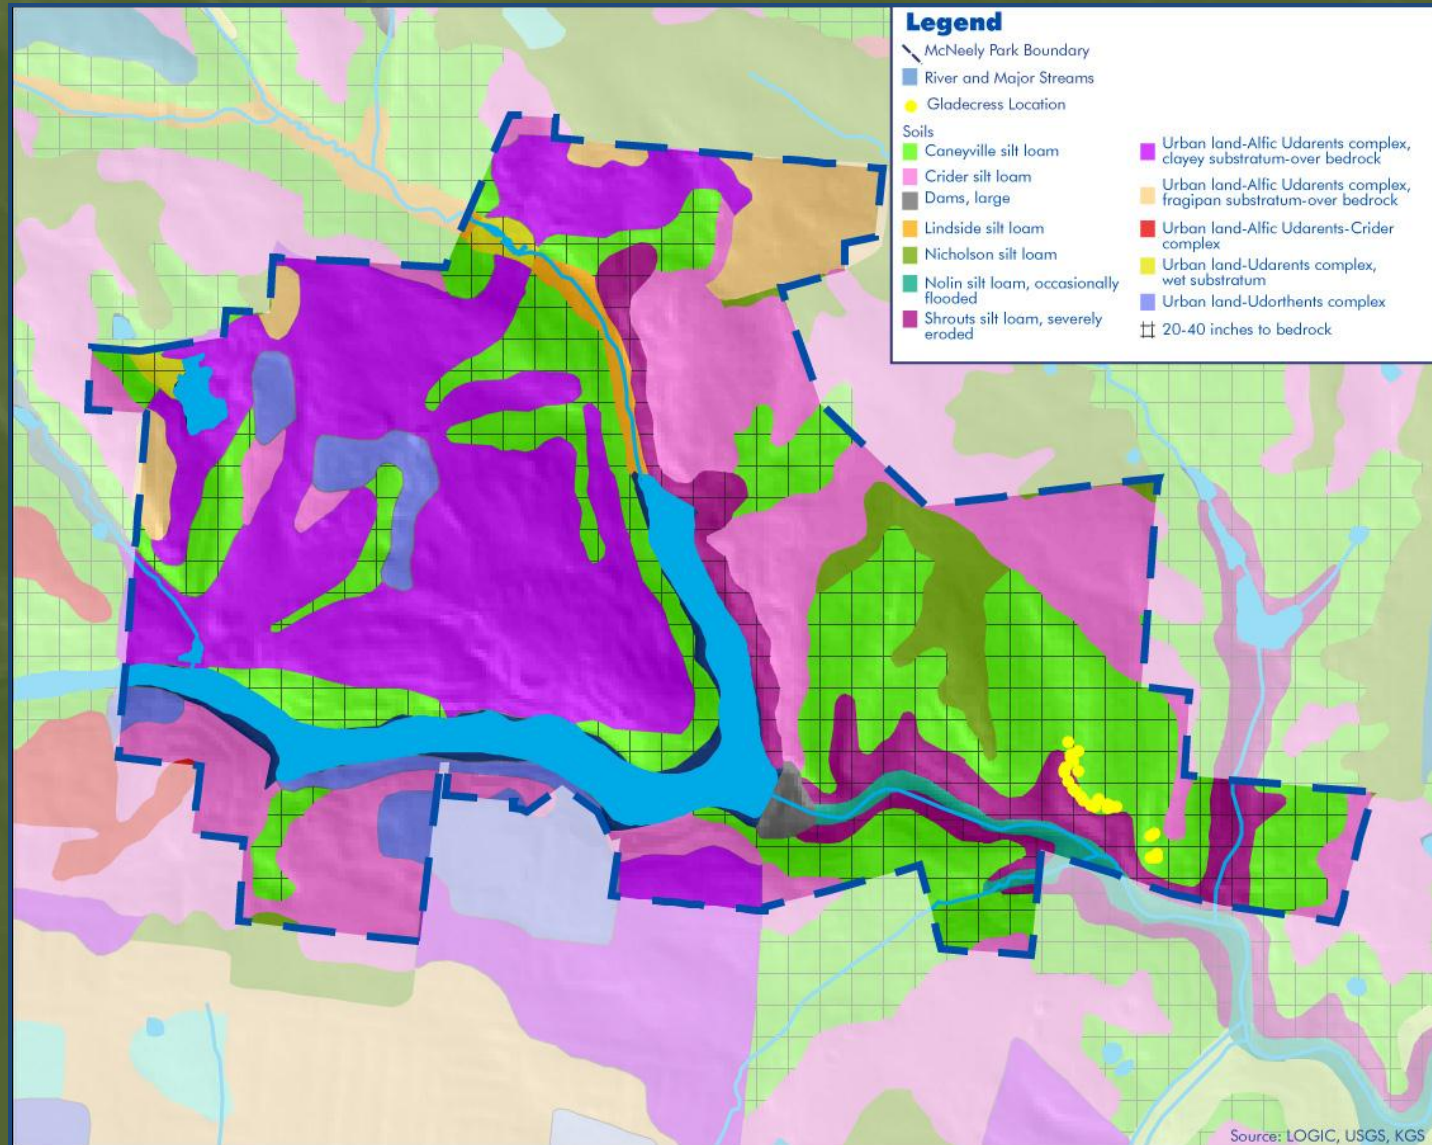 Legend
McNeely Park Boundary
River and Major Streams
Gladecress Location
Soils
Caneyville silt loam
Crider silt loam
Dams, large
Lindside silt loam
Nicholson silt loam
Nolin silt loam, occasionally
flooded
Shrouts silt loam, severely
eroded
Urban land-Alfic Udarents complex,
clayey substratum-over bedrock
Urban land-Alfic Udarents complex,
fragipan substratum-over bedrock
Urban land-Alfic Udarents-Crider
complex
Urban land-Udarents complex,
wet substratum
Urban land-Udorthents complex
20-40 inches to bedrock
Source: LOGIC, USGS, KGS